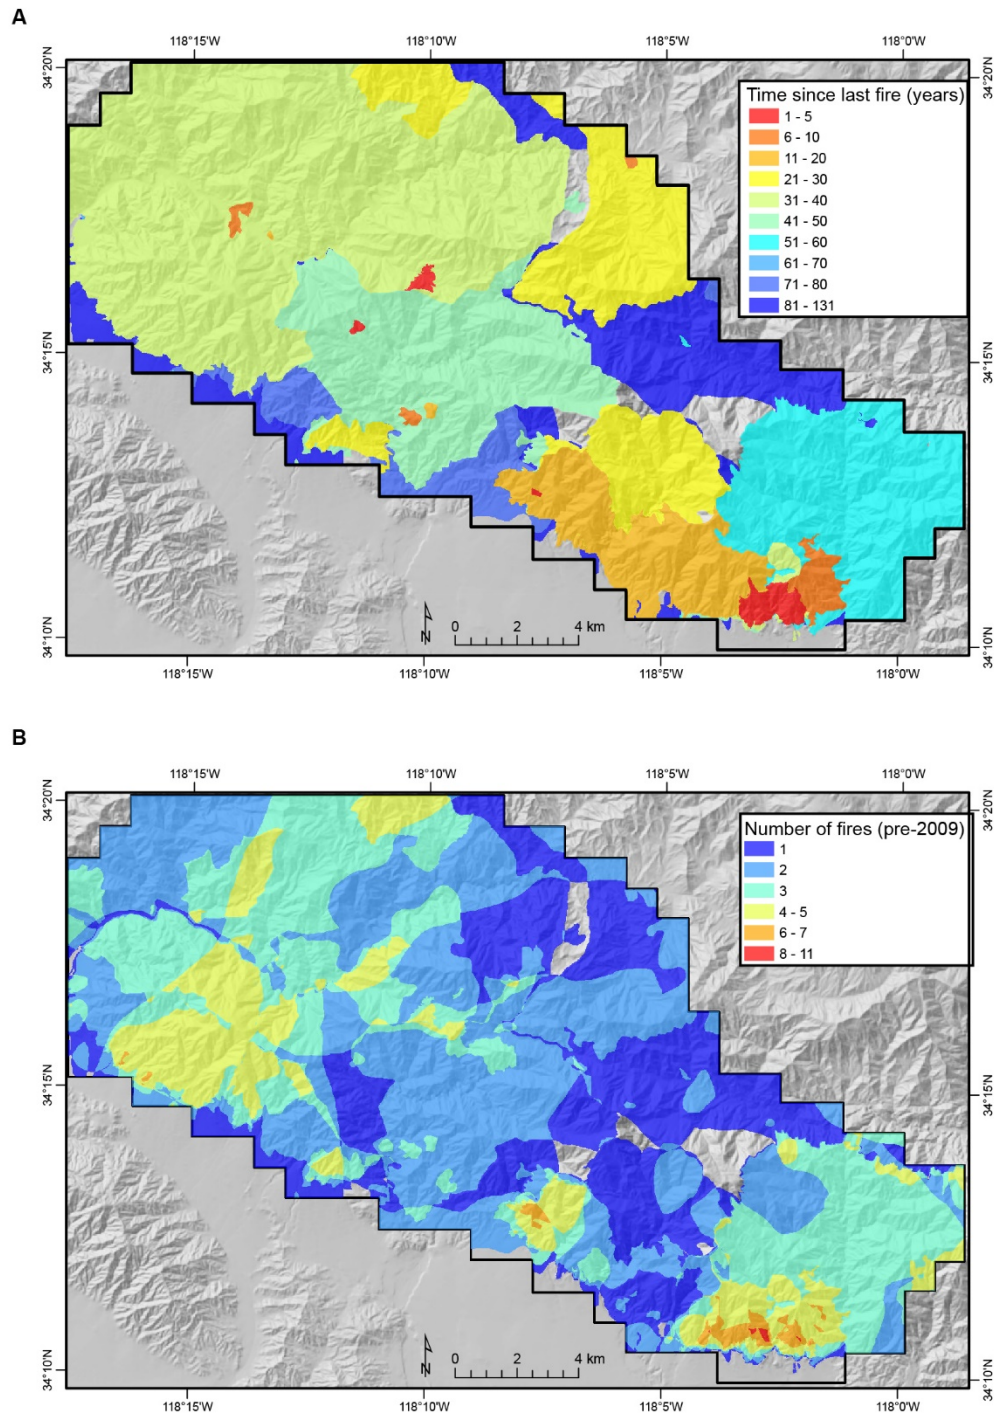 A
118°15'W 118°10'W 118°5'W 118°0'W
34°20'N 34°20'N
Time since last fire (years)
1 - 5
6 - 10
11 - 20
21 - 30
31 - 40
41 - 50
51 - 60
61 - 70
71 - 80
81 - 131
34°15'N 34°15'N
N
0 2 4 km
34°10'N 34°10'N
118°15'W 118°10'W 118°5'W 118°0'W
B
118°15'W 118°10'W 118°5'W 118°0'W
34°20'N 34°20'N
Number of fires (pre-2009)
1
2
3
4 - 5
6 - 7
8 - 11
34°15'N 34°15'N
N
0 2 4 km
34°10'N 34°10'N
118°15'W 118°10'W 118°5'W 118°0'W